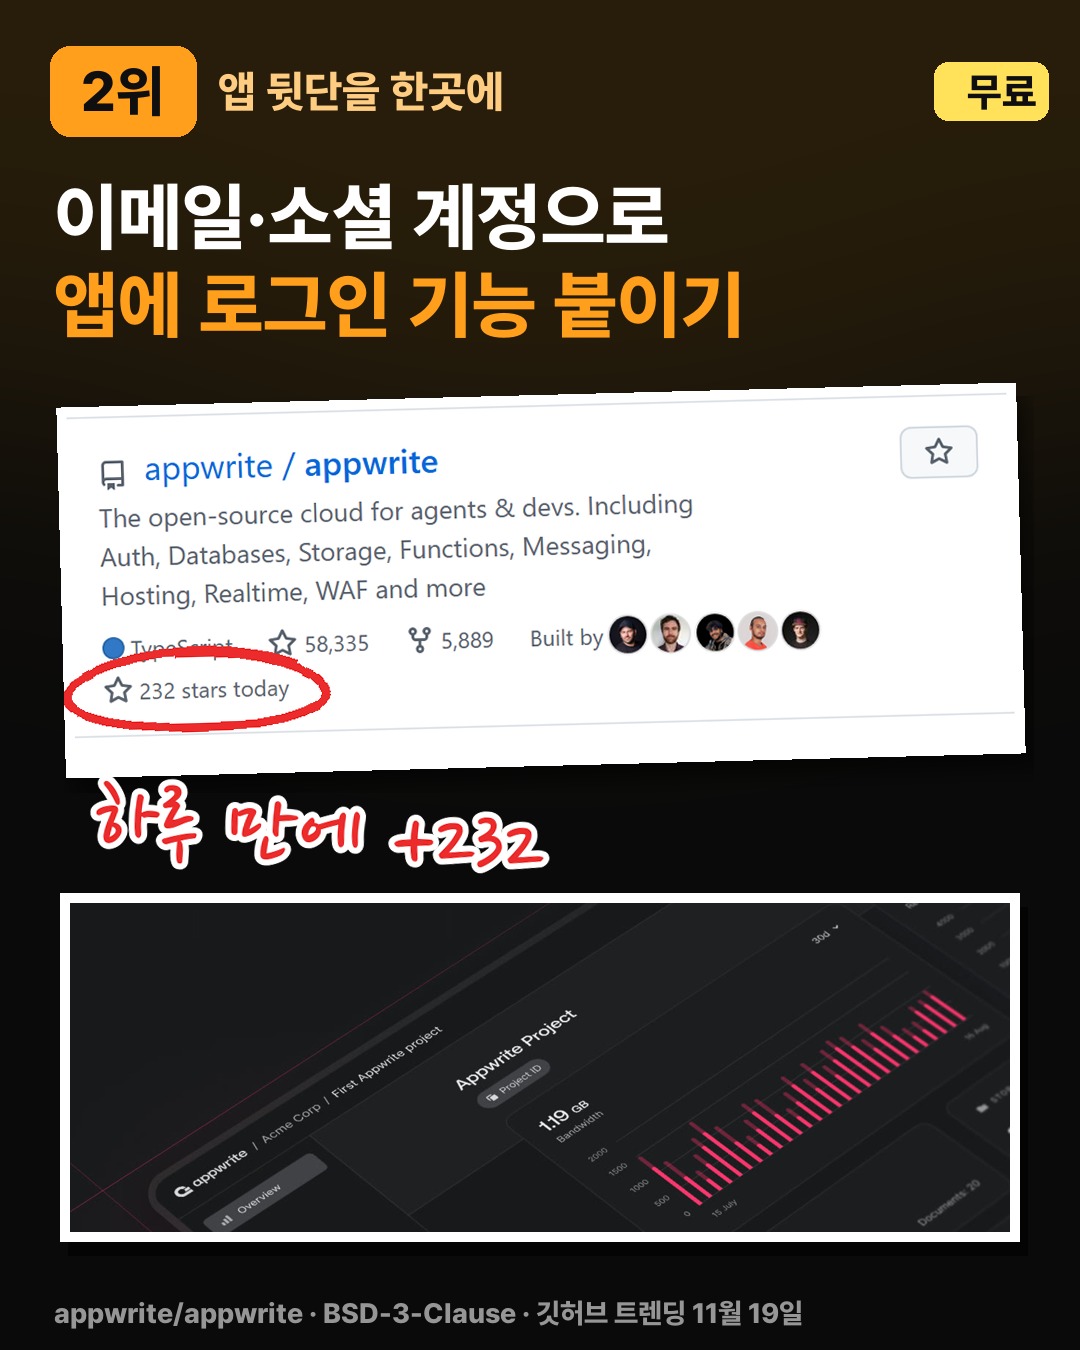 2위 앱 뒷단을 한곳에 무료
이메일·소셜 계정으로
앱에 로그인 기능 붙이기
appwrite / appwrite
The open-source cloud for agents & devs. Including
Auth, Databases, Storage, Functions, Messaging,
Hosting, Realtime, WAF and more
TypeScript 58,335 5,889 Built by
232 stars today
하루 만에 +232
appwrite / Acme Corp / First Appwrite project
Overview
Appwrite Project
Project ID
30d
1.19 GB
Bandwidth
2000
1500
1000
500
0
15 July
Documents: 20
appwrite/appwrite · BSD-3-Clause · 깃허브 트렌딩 11월 19일